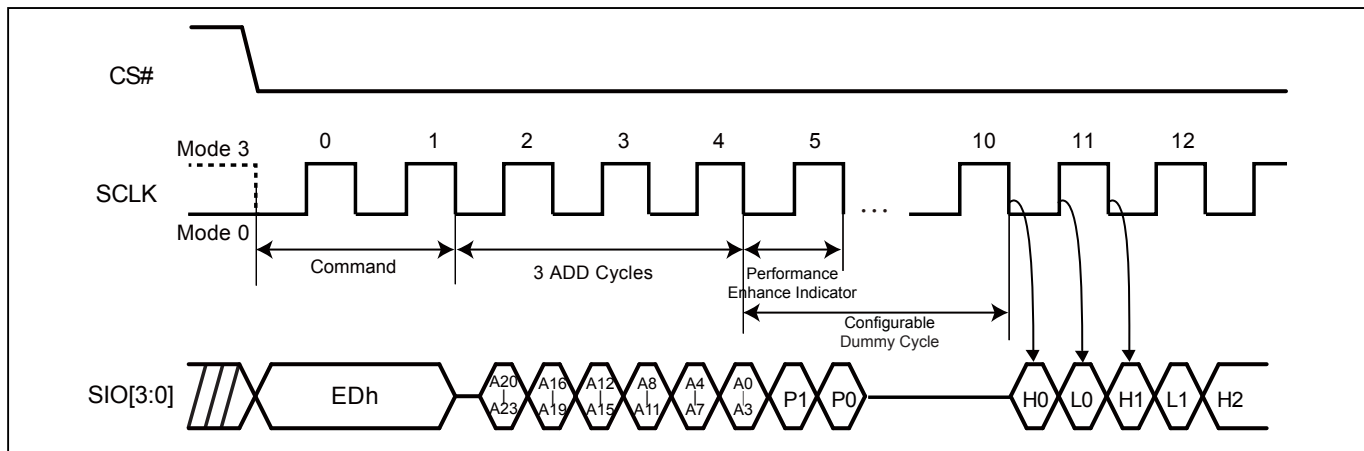 CS#
0 1 2 3 4 5 10 11 12
Mode 3
SCLK
...
Mode 0
Command
3 ADD Cycles
Performance
Enhance Indicator
Configurable
Dummy Cycle
SIO[3:0]
EDh
A20
A23
A16
A19
A12
A15
A8
A11
A4
A7
A0
A3
P1
P0
H0
L0
H1
L1
H2